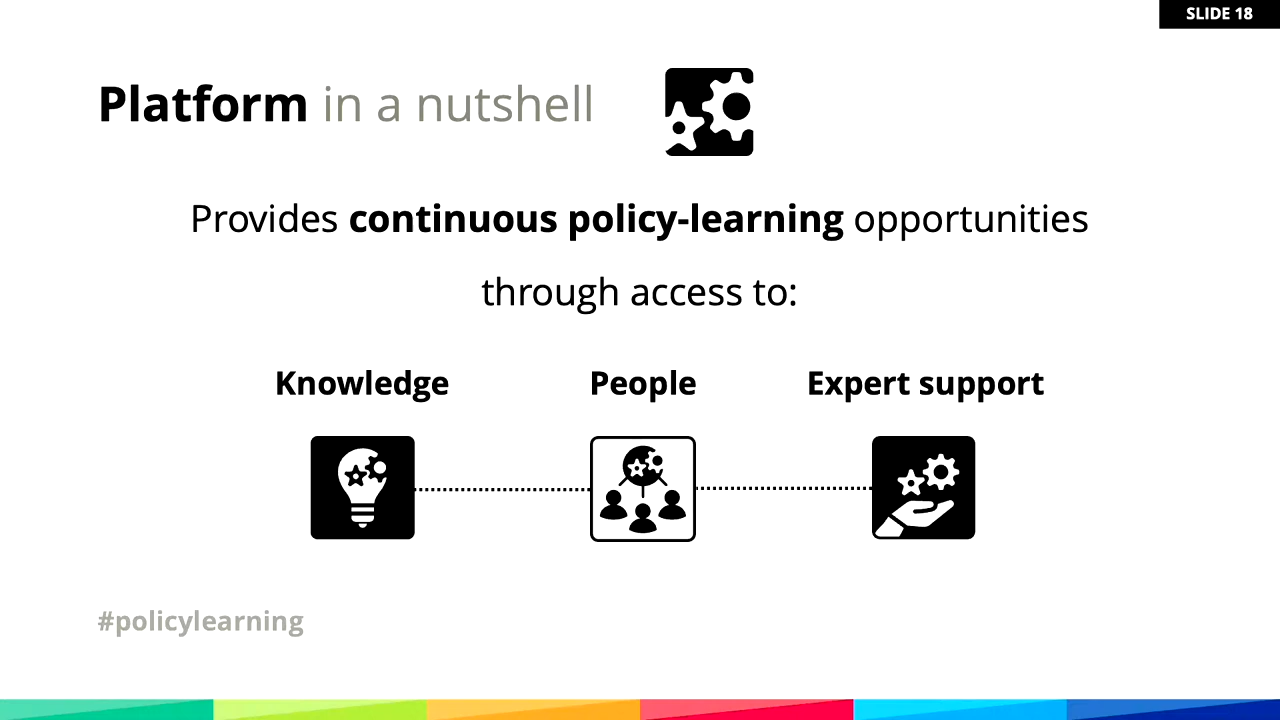 SLIDE 18
Platform in a nutshell
Provides continuous policy-learning opportunities
through access to:
Knowledge
People
Expert support
#policylearning